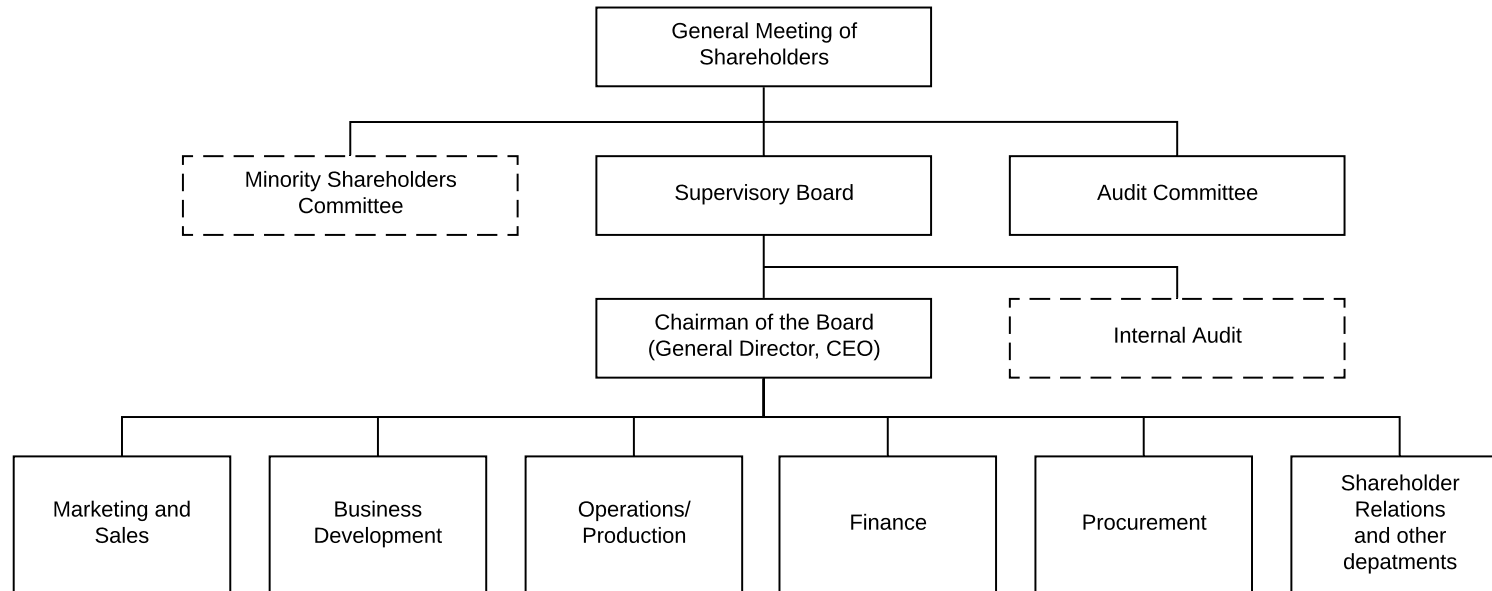 General Meeting of
Shareholders
Minority Shareholders
Committee
Supervisory Board
Audit Committee
Chairman of the Board
(General Director, CEO)
Internal Audit
Marketing and
Sales
Business
Development
Operations/
Production
Finance
Procurement
Shareholder
Relations
and other
depatments